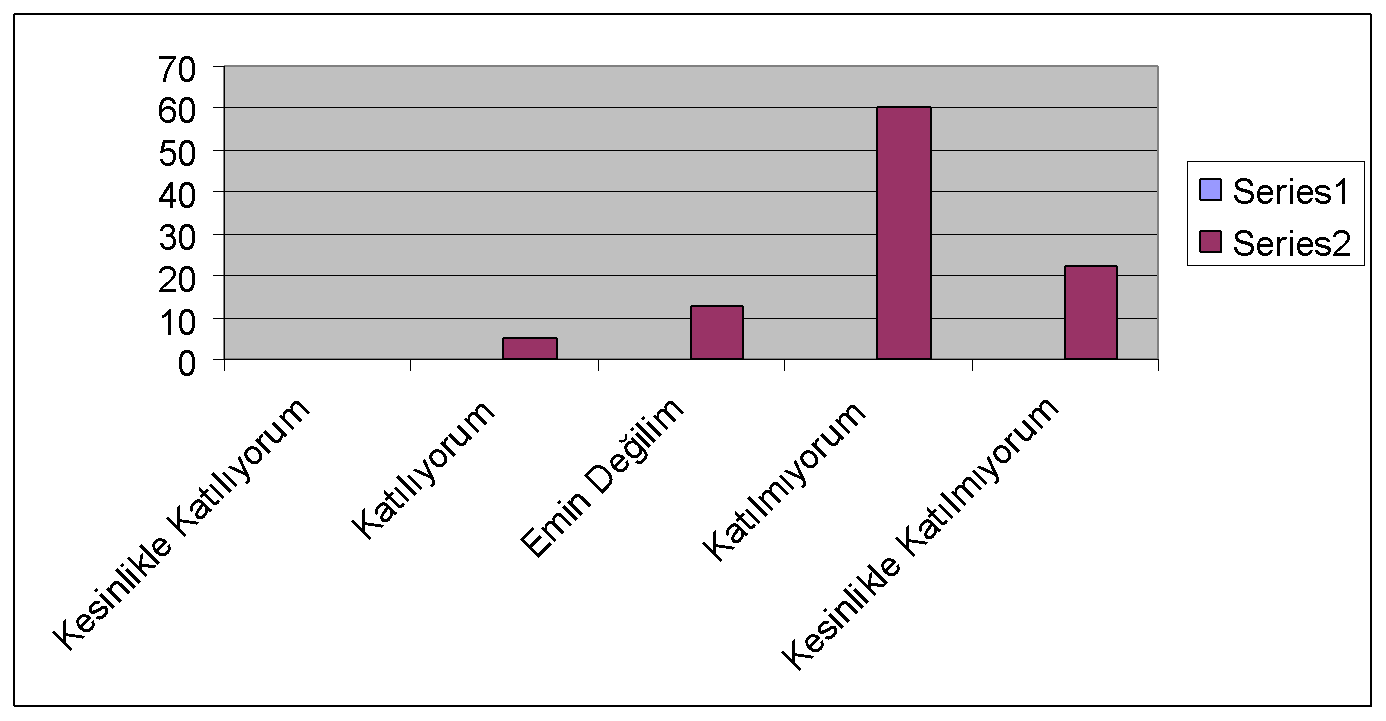 70
60
50
40
30
20
10
0
Kesinlikle Katılıyorum
Katılıyorum
Emin Değilim
Katılmıyorum
Kesinlikle Katılmıyorum
Series1
Series2